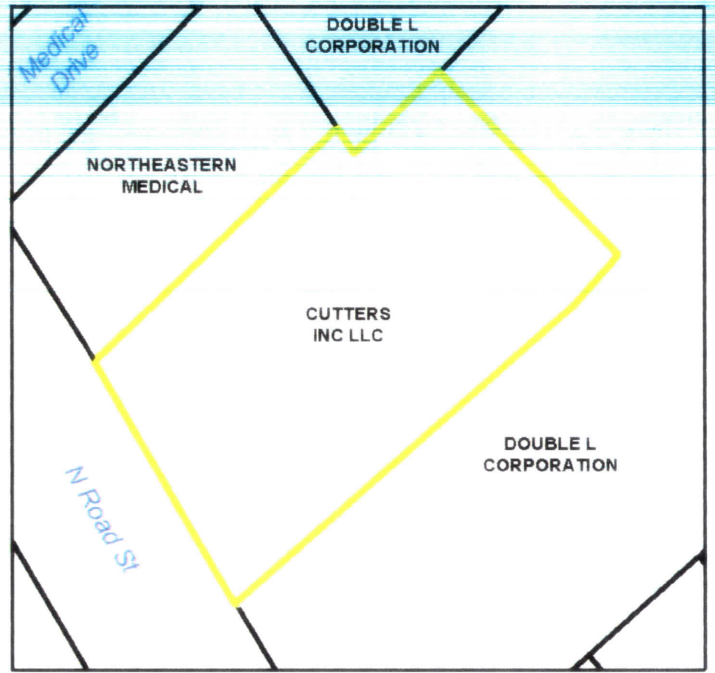 Medical
Drive
DOUBLE L
CORPORATION
NORTHEASTERN
MEDICAL
CUTTERS
INC LLC
DOUBLE L
CORPORATION
N Road St